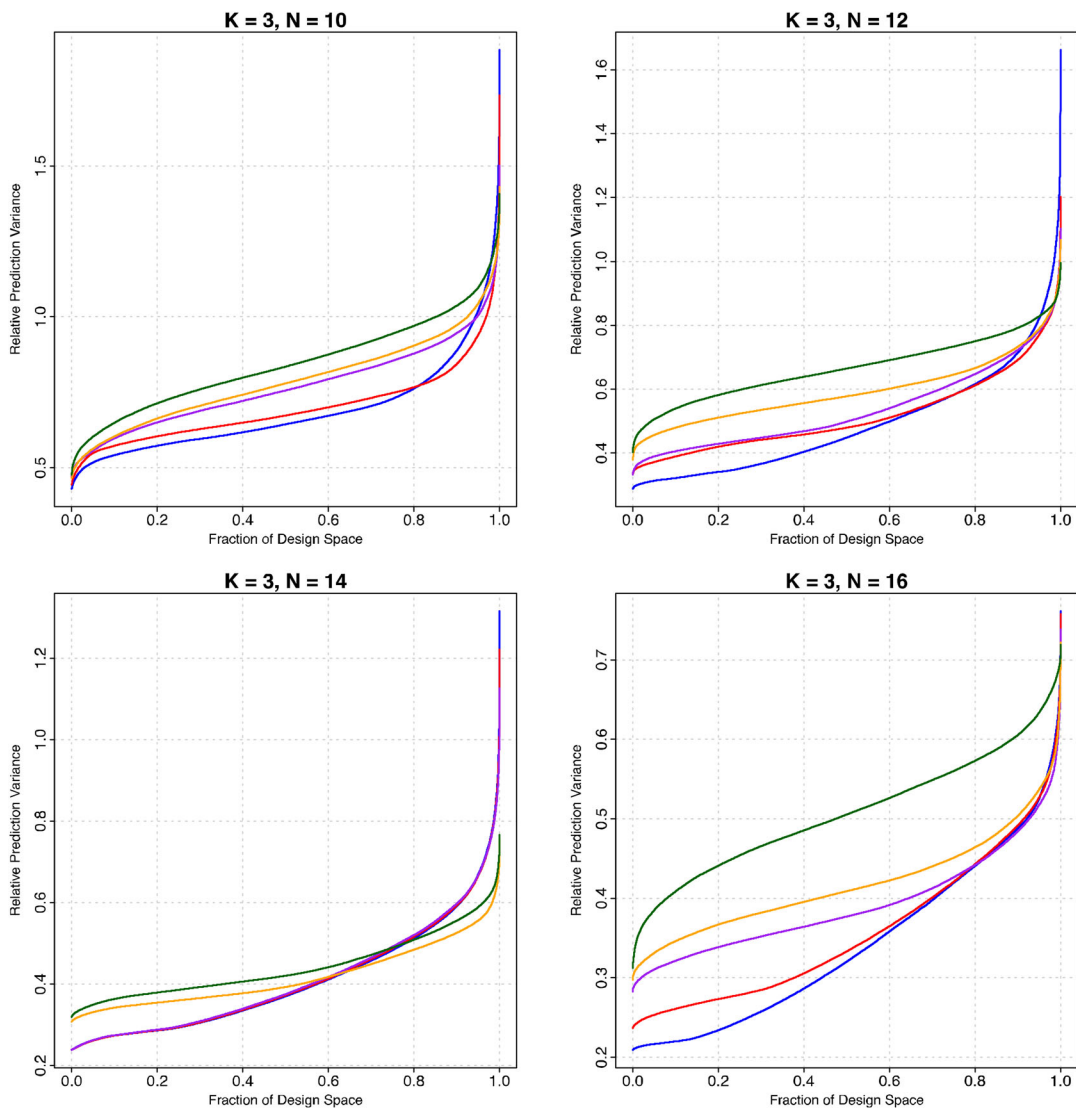 K = 3, N = 10
Relative Prediction Variance
1.5
1.0
0.5
0.0 0.2 0.4 0.6 0.8 1.0
Fraction of Design Space
K = 3, N = 12
Relative Prediction Variance
1.6
1.4
1.2
1.0
0.8
0.6
0.4
0.0 0.2 0.4 0.6 0.8 1.0
Fraction of Design Space
K = 3, N = 14
Relative Prediction Variance
1.2
1.0
0.8
0.6
0.4
0.2
0.0 0.2 0.4 0.6 0.8 1.0
Fraction of Design Space
K = 3, N = 16
Relative Prediction Variance
0.7
0.6
0.5
0.4
0.3
0.2
0.0 0.2 0.4 0.6 0.8 1.0
Fraction of Design Space